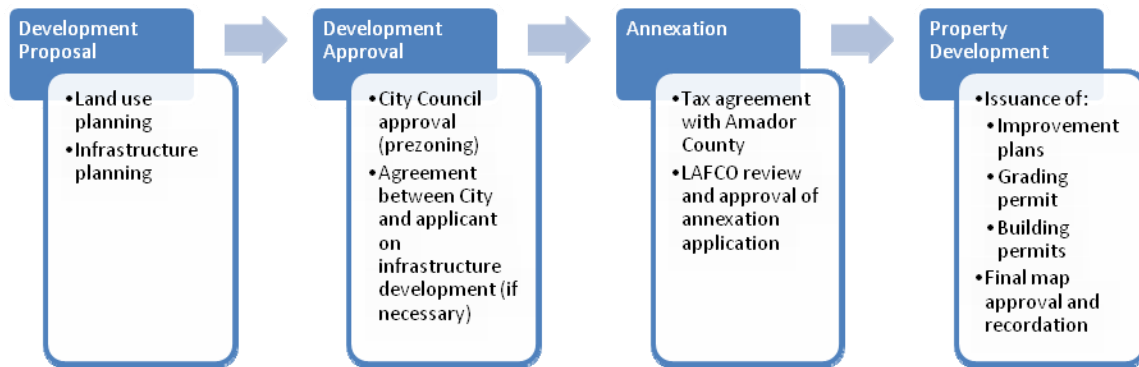 Development
Proposal
•Land use
planning
•Infrastructure
planning
Development
Approval
•City Council
approval
(prezoning)
•Agreement
between City
and applicant
on
infrastructure
development (if
necessary)
Annexation
•Tax agreement
with Amador
County
•LAFCO review
and approval of
annexation
application
Property
Development
•Issuance of:
•Improvement
plans
•Grading
permit
•Building
permits
•Final map
approval and
recordation